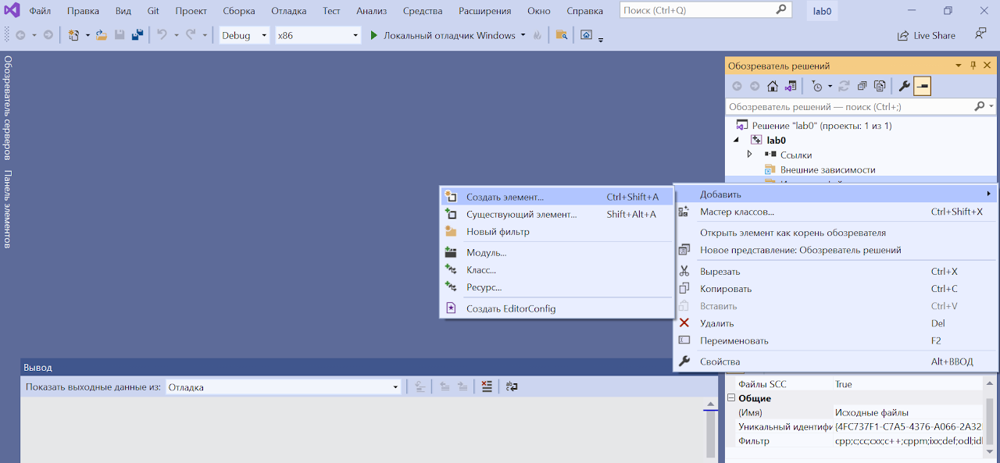 Файл Правка Вид Git Проект Сборка Отладка Тест Анализ Средства Расширения Окно Справка Поиск (Ctrl+Q) lab0
Debug x86 Локальный отладчик Windows Live Share
Обозреватель серверов
Панель элементов
Обозреватель решений
Обозреватель решений — поиск (Ctrl+;)
Решение "lab0" (проекты: 1 из 1)
lab0
Ссылки
Внешние зависимости
Создать элемент... Ctrl+Shift+A
Существующий элемент... Shift+Alt+A
Новый фильтр
Модуль...
Класс...
Ресурс...
Создать EditorConfig
Добавить
Мастер классов... Ctrl+Shift+X
Открыть элемент как корень обозревателя
Новое представление: Обозреватель решений
Вырезать Ctrl+X
Копировать Ctrl+C
Вставить Ctrl+V
Удалить Del
Переименовать F2
Свойства Alt+ВВОД
Вывод
Показать выходные данные из: Отладка
Файлы SCC True
Общие
(Имя) Исходные файлы
Уникальный идентифи {4FC737F1-C7A5-4376-A066-2A32
Фильтр cpp;c;cc;cxx;c++;cppm;ixx;def;odl;idl